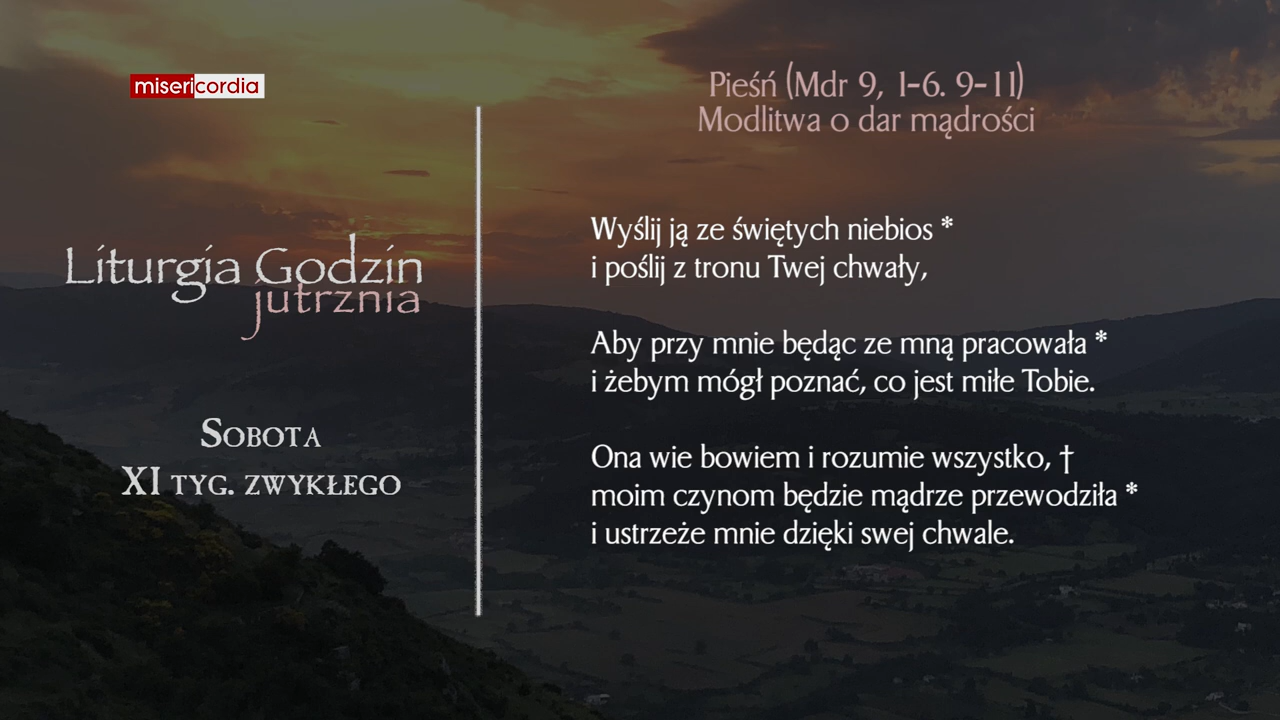 misericordia
Liturgia Godzin
jutrznia
Sobota
XI tyg. zwykłego
Pieśń (Mdr 9, 1-6. 9-11)
Modlitwa o dar mądrości
Wyślij ją ze świętych niebios *
i poślij z tronu Twej chwały,
Aby przy mnie będąc ze mną pracowała *
i żebym mógł poznać, co jest miłe Tobie.
Ona wie bowiem i rozumie wszystko, †
moim czynom będzie mądrze przewodziła *
i ustrzeże mnie dzięki swej chwale.